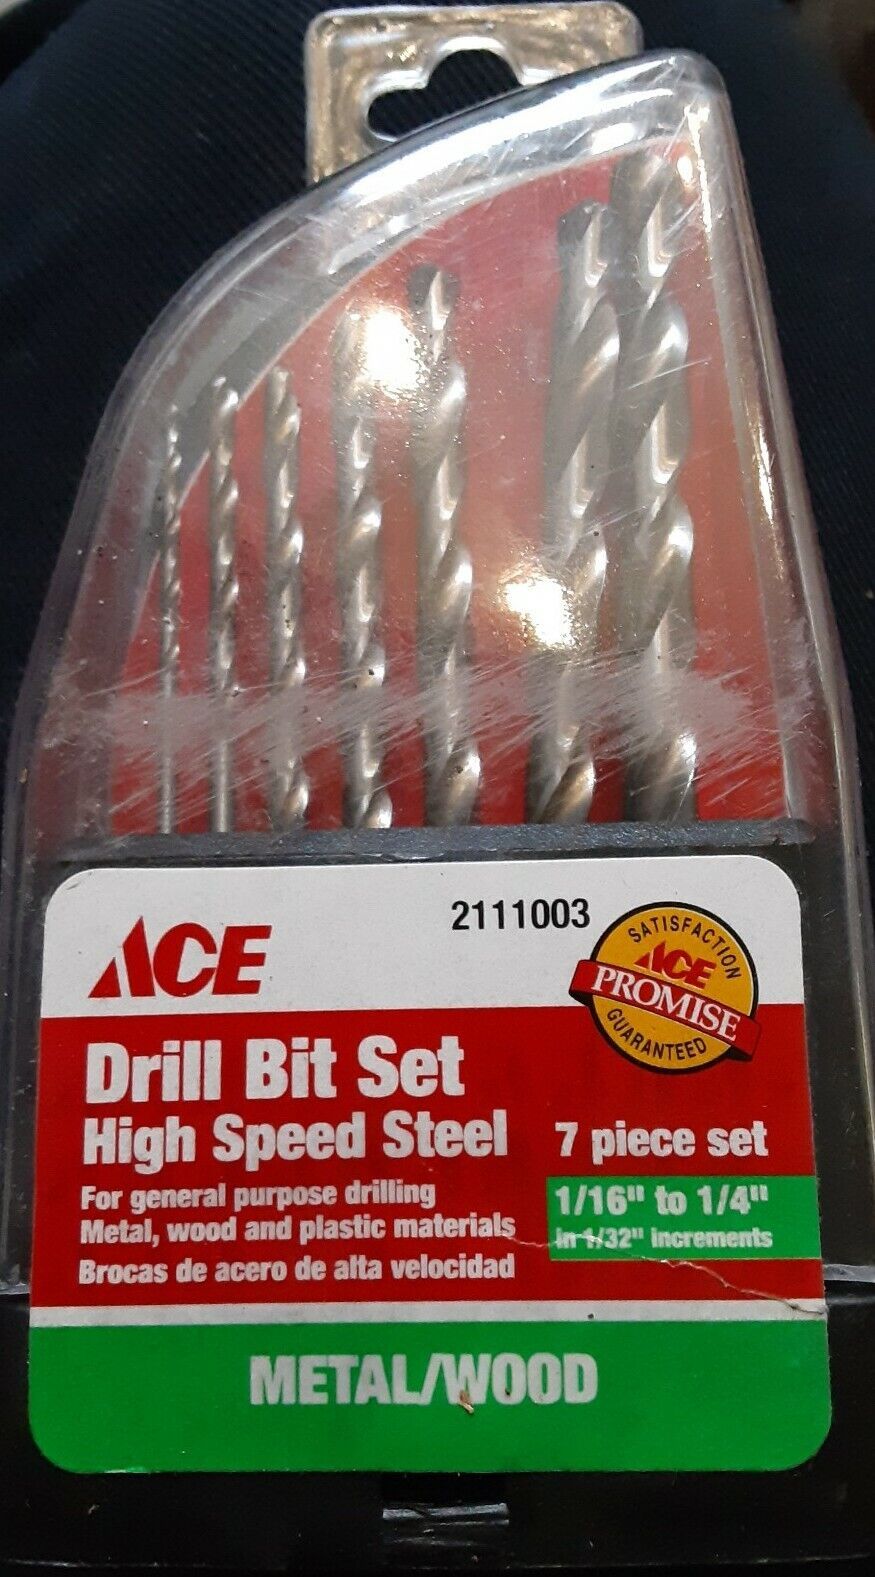 ACE
2111003
SATISFACTION
ACE
PROMISE
GUARANTEED
Drill Bit Set
High Speed Steel
7 piece set
For general purpose drilling
Metal, wood and plastic materials
Brocas de acero de alta velocidad
1/16" to 1/4"
in 1/32" increments
METAL/WOOD